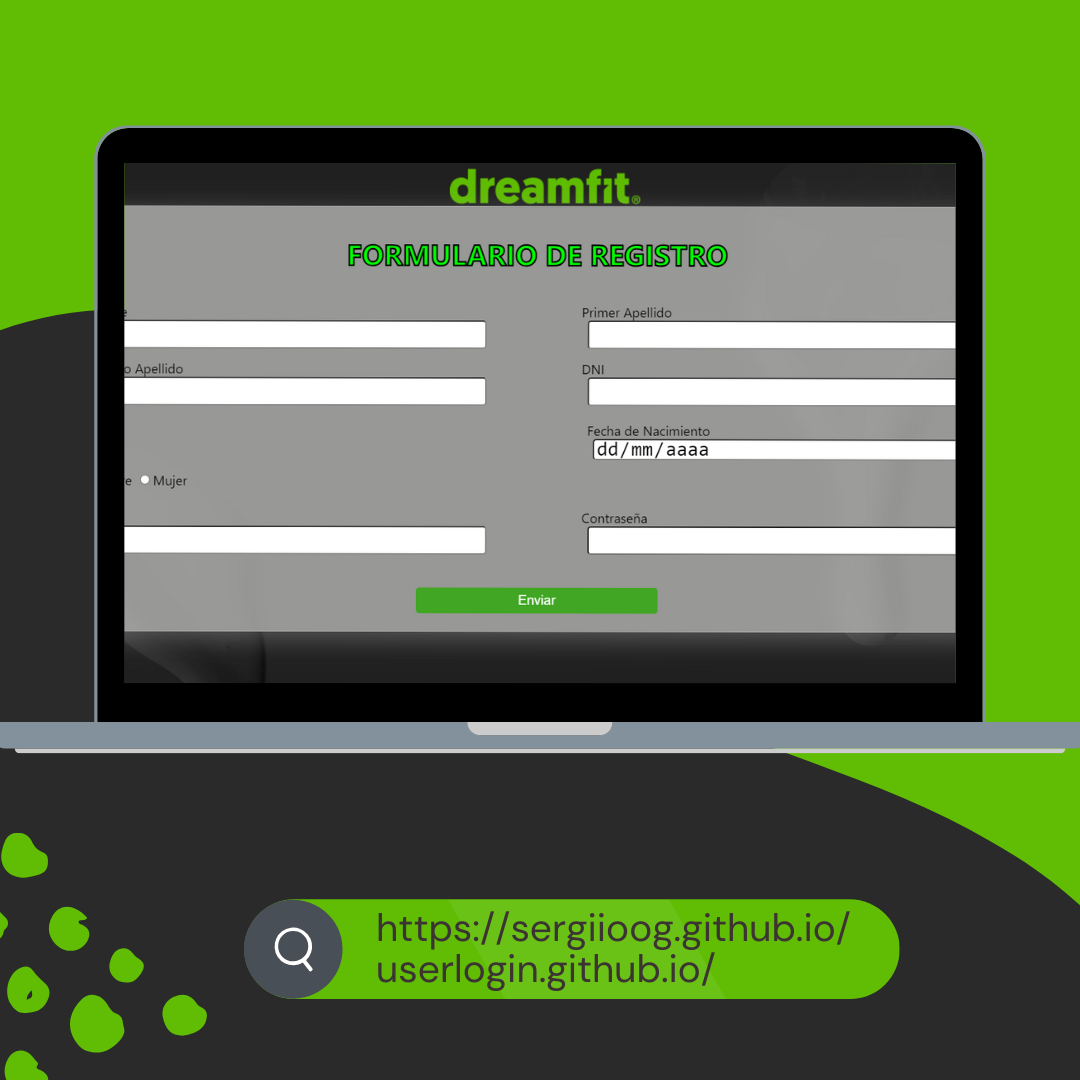 dreamfit®
FORMULARIO DE REGISTRO
Primer Apellido
Apellido
DNI
Fecha de Nacimiento
dd/mm/aaaa
Mujer
Contraseña
Enviar
https://sergiioog.github.io/
userlogin.github.io/